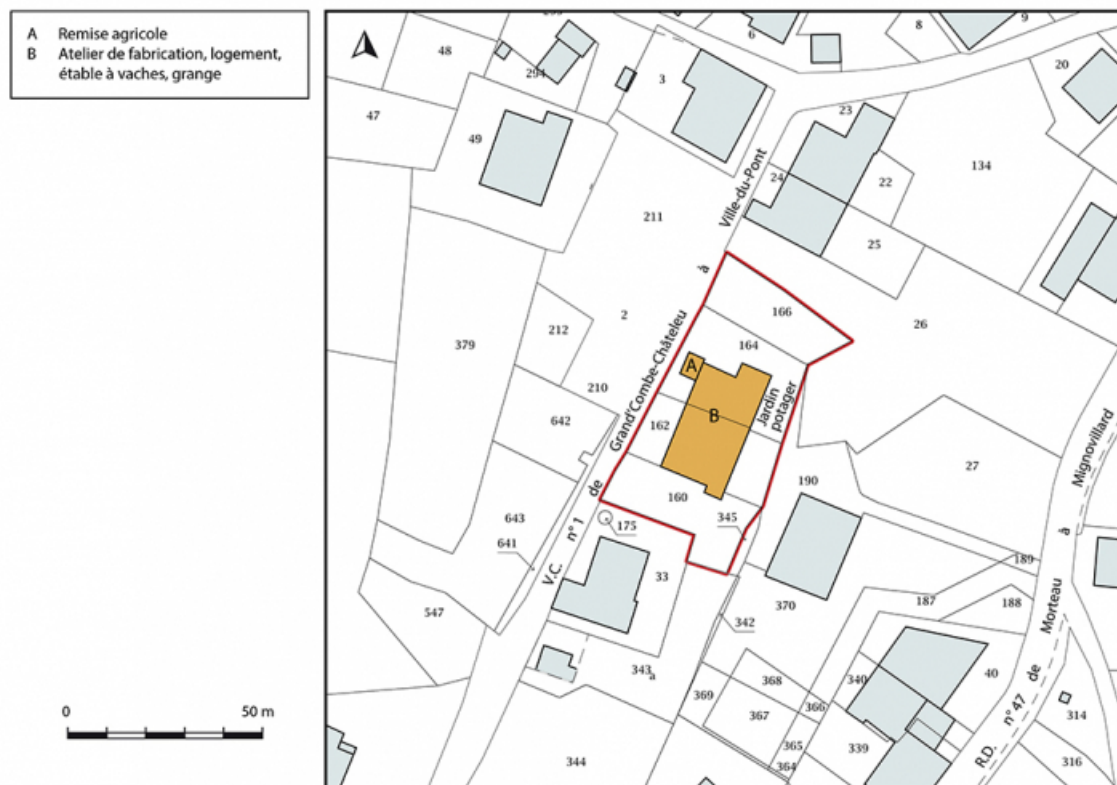 A Remise agricole
B Atelier de fabrication, logement,
étable à vaches, grange
6
8
9
48
294
3
20
47
49
23
134
24
22
Ville-du-Pont
211
25
à
166
26
2
212
379
164
A
210
Grand'Combe-Châteleu
B
Jardin
potager
642
162
27
Mignovillard
160
190
de
643
175
345
n° 1
à
641
189
V.C.
33
547
370
187
188
342
Morteau
343
a
368
340
40
de
369
367
366
n° 47
314
365
339
R.D.
344
364
316
0 50 m